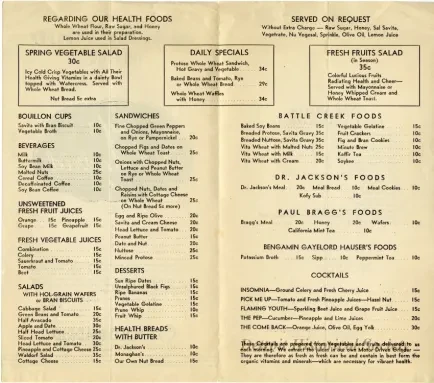 REGARDING OUR HEALTH FOODS
Whole Wheat Flour, Raw Sugar, and Honey
are used in their preparation.
Lemon Juice used in Salad Dressings.
SERVED ON REQUEST
Without Extra Charge — Raw Sugar, Honey, Sal Savita,
Vegetrate, Nu Vegesal, Sprinkle, Olive Oil, Lemon Juice
SPRING VEGETABLE SALAD
30c
Icy Cold Crisp Vegetables with All Their
Health Giving Vitamins in a dainty Bowl
topped with Watercress. Served with
Whole Wheat Bread.
Nut Bread 5c extra
DAILY SPECIALS
Protose Whole Wheat Sandwich,
Nut Gravy and Vegetable 34c
Baked Beans and Tomato, Rye
or Whole Wheat Bread 29c
Whole Wheat Waffles
with Honey 34c
FRESH FRUITS SALAD
(in Season)
35c
Colorful Luscious Fruits
Radiating Health and Cheer—
Served with Mayonnaise or
Honey Whipped Cream and
Whole Wheat Toast.
BOUILLON CUPS
Savita with Bran Biscuit 10c
Vegetable Broth 10c
BEVERAGES
Milk 10c
Buttermilk 10c
Soy Bean Milk 10c
Malted Nuts 25c
Cereal Coffee 10c
Decaffeinated Coffee 10c
Soy Bean Coffee 10c
UNSWEETENED
FRESH FRUIT JUICES
Orange 15c Pineapple 15c
Grape 15c Grapefruit 15c
FRESH VEGETABLE JUICES
Combination 15c
Celery 15c
Sauerkraut and Tomato 15c
Tomato 15c
Beet 15c
SALADS
WITH HOL-GRAIN WAFERS
or BRAN BISCUITS
Cabbage Salad 15c
Green Beans and Tomato 20c
Half Avocado 20c
Apple and Date 30c
Half Head Lettuce 25c
Sliced Tomato 20c
Head Lettuce and Tomato 30c
Pineapple and Cottage Cheese 35c
Waldorf Salad 35c
Cottage Cheese 15c
SANDWICHES
Fine Chopped Green Peppers
and Onions, Mayonnaise,
on Rye or Pumpernickel 20c
Chopped Figs and Dates on
Whole Wheat Toast 25c
Onions with Chopped Nuts,
Lettuce and Peanut Butter
on Rye or Whole Wheat
Toast 25c
Chopped Nuts, Dates and
Raisins with Cottage Cheese
on Whole Wheat 25c
(On Nut Bread 5c more)
Egg and Ripe Olive 20c
Savita and Cream Cheese 20c
Head Lettuce and Tomato 20c
Peanut Butter 15c
Date and Nut 20c
Nuttose 25c
Minced Protose 25c
DESSERTS
Sun Ripe Dates 15c
Unsulphured Black Figs 15c
Ripe Bananas 15c
Prunes 15c
Vegetable Gelatine 15c
Prune Whip 10c
Fruit Whip 15c
HEALTH BREADS
WITH BUTTER
Dr. Jackson's 10c
Monaghan's 10c
Our Own Nut Bread 10c
BATTLE CREEK FOODS
Baked Soy Beans 15c Vegetable Gelatine 15c
Breaded Protose, Savita Gravy 35c Fruit Crackers 10c
Breaded Nuttose, Savita Gravy 35c Fig and Bran Cookies 10c
Vita Wheat with Malted Nuts 25c Minute Brew 10c
Vita Wheat with Milk 15c Kaffir Tea 10c
Vita Wheat with Cream 20c Soykee 10c
DR. JACKSON'S FOODS
Dr. Jackson's Meal 20c Meal Bread 10c Meal Cookies 10c
Kofy Sub 10c
PAUL BRAGG'S FOODS
Bragg's Meal 20c Honey 20c Wafers 10c
California Mint Tea 10c
BENGAMIN GAYELORD HAUSER'S FOODS
Potassium Broth 15c Sipp 10c Peppermint Tea 10c
COCKTAILS
INSOMNIA—Ground Celery and Fresh Cherry Juice 15c
PICK ME UP—Tomato and Fresh Pineapple Juices—Hazel Nut 15c
FLAMING YOUTH—Sparkling Beet Juice and Grape Fruit Juice 15c
THE PEP—Cucumber—and Pineapple and Lime Juice 20c
THE COME BACK—Orange Juice, Olive Oil, Egg Yolk 30c
These Cocktails are prepared from Vegetables and Fruits delivered to us
each morning. We extract the juices in our own Motor Driven Grinder
They are therefore as fresh as fresh can be and contain in best form the
organic vitamins and minerals—which are necessary for vibrant health.